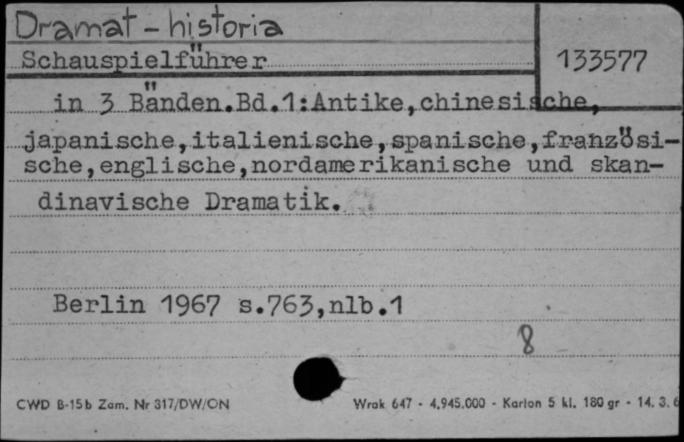 Dramat - historia
Schauspielführer
133577
in 3 Bänden.Bd.1:Antike,chinesische,
japanische,italienische,spanische,französi-
sche,englische,nordamerikanische und skan-
dinavische Dramatik.
Berlin 1967 s.763,nlb.1
8
CWD B-15b Zam. Nr 317/DW/ON
Wrak 647 - 4.945.000 - Karton 5 kl. 180 gr - 14. 3.